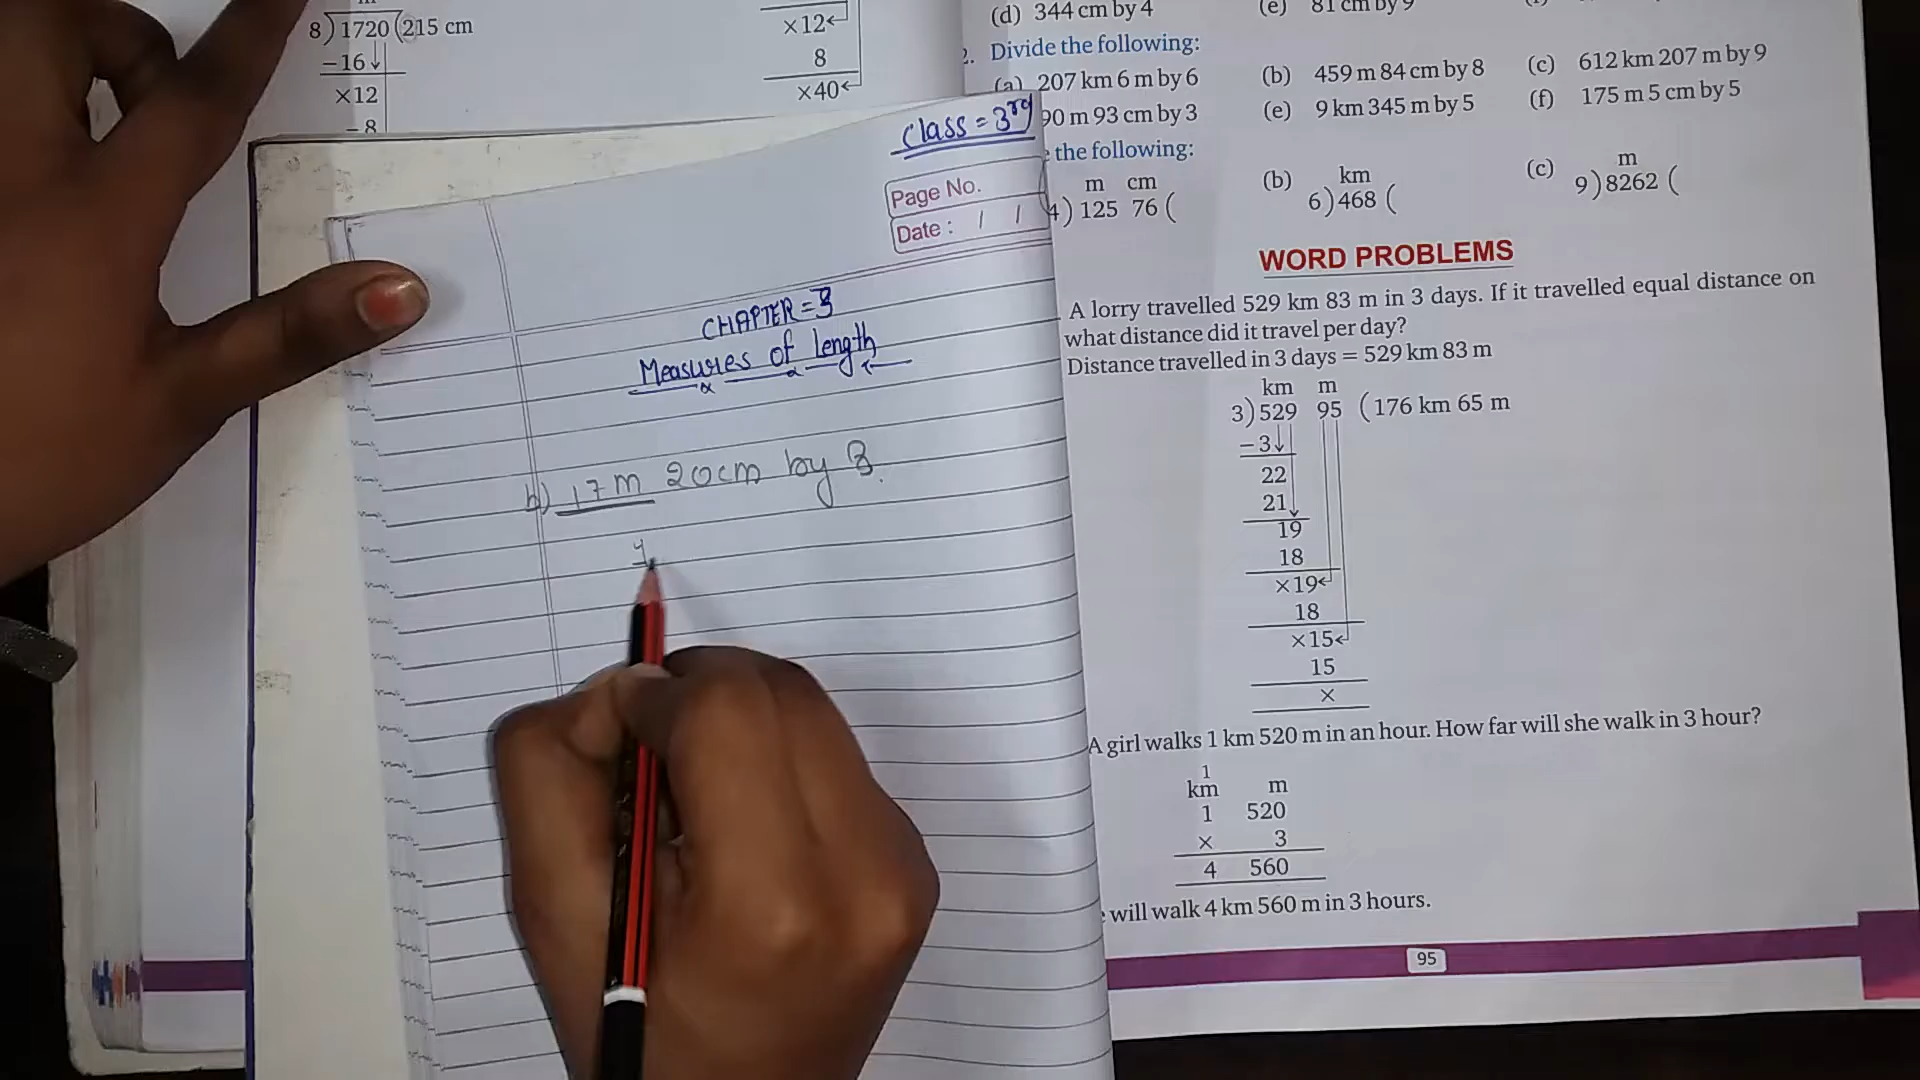 8)1720(215 cm
-16↓
×12
-8
×12
8
×40
(d) 344 cm by 4
(e) 81 cm by 9
2. Divide the following:
(a) 207 km 6 m by 6
(b) 459 m 84 cm by 8
(c) 612 km 207 m by 9
90 m 93 cm by 3
(e) 9 km 345 m by 5
(f) 175 m 5 cm by 5
the following:
m cm
4)125 76(
(b) km
6)468(
(c) m
9)8262(
WORD PROBLEMS
A lorry travelled 529 km 83 m in 3 days. If it travelled equal distance on
what distance did it travel per day?
Distance travelled in 3 days = 529 km 83 m
km m
3)529 95(176 km 65 m
-3↓
22
21
19
18
×19
18
×15
15
×
A girl walks 1 km 520 m in an hour. How far will she walk in 3 hour?
1
km m
1 520
× 3
4 560
will walk 4 km 560 m in 3 hours.
95
Class = 3rd
Page No.
Date : / /
CHAPTER = 3
Measures of length
17m 20cm by 8.